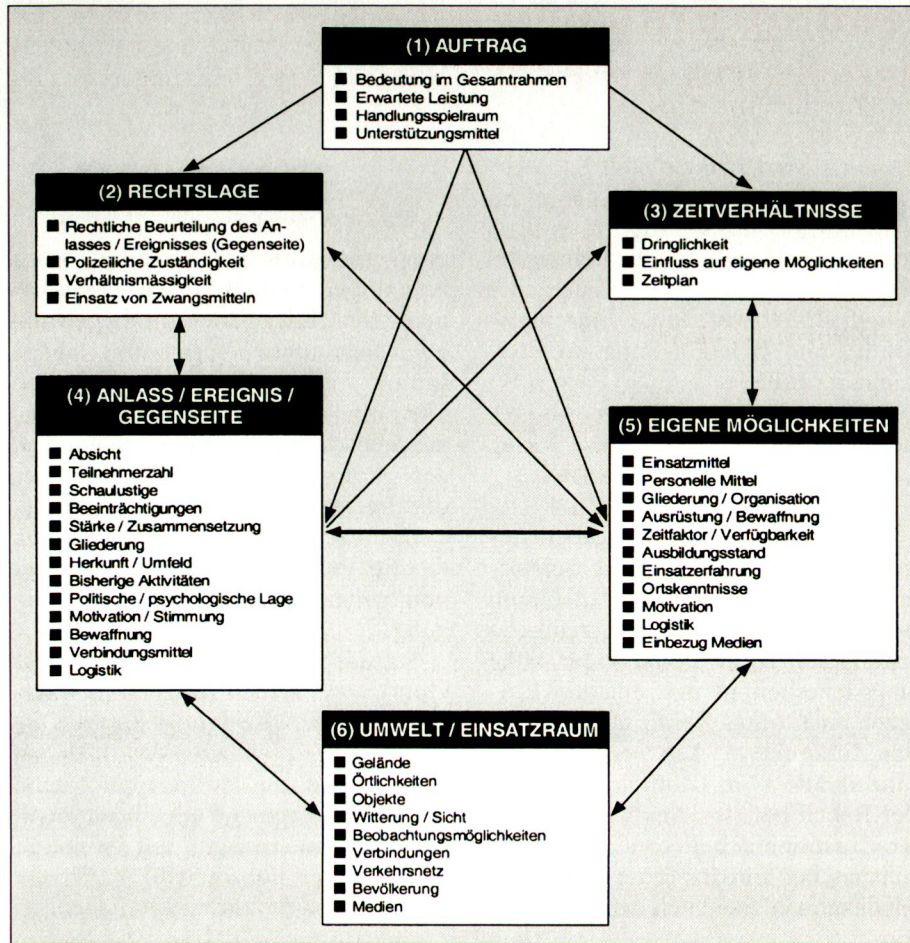 (1) AUFTRAG
■ Bedeutung im Gesamtrahmen
■ Erwartete Leistung
■ Handlungsspielraum
■ Unterstützungsmittel
(2) RECHTSLAGE
■ Rechtliche Beurteilung des An-
lasses / Ereignisses (Gegenseite)
■ Polizeiliche Zuständigkeit
■ Verhältnismässigkeit
■ Einsatz von Zwangsmitteln
(3) ZEITVERHÄLTNISSE
■ Dringlichkeit
■ Einfluss auf eigene Möglichkeiten
■ Zeitplan
(4) ANLASS / EREIGNIS /
GEGENSEITE
■ Absicht
■ Teilnehmerzahl
■ Schaulustige
■ Beeinträchtigungen
■ Stärke / Zusammensetzung
■ Gliederung
■ Herkunft / Umfeld
■ Bisherige Aktivitäten
■ Politische / psychologische Lage
■ Motivation / Stimmung
■ Bewaffnung
■ Verbindungsmittel
■ Logistik
(5) EIGENE MÖGLICHKEITEN
■ Einsatzmittel
■ Personelle Mittel
■ Gliederung / Organisation
■ Ausrüstung / Bewaffnung
■ Zeitfaktor / Verfügbarkeit
■ Ausbildungsstand
■ Einsatzerfahrung
■ Ortskenntnisse
■ Motivation
■ Logistik
■ Einbezug Medien
(6) UMWELT / EINSATZRAUM
■ Gelände
■ Örtlichkeiten
■ Objekte
■ Witterung / Sicht
■ Beobachtungsmöglichkeiten
■ Verbindungen
■ Verkehrsnetz
■ Bevölkerung
■ Medien